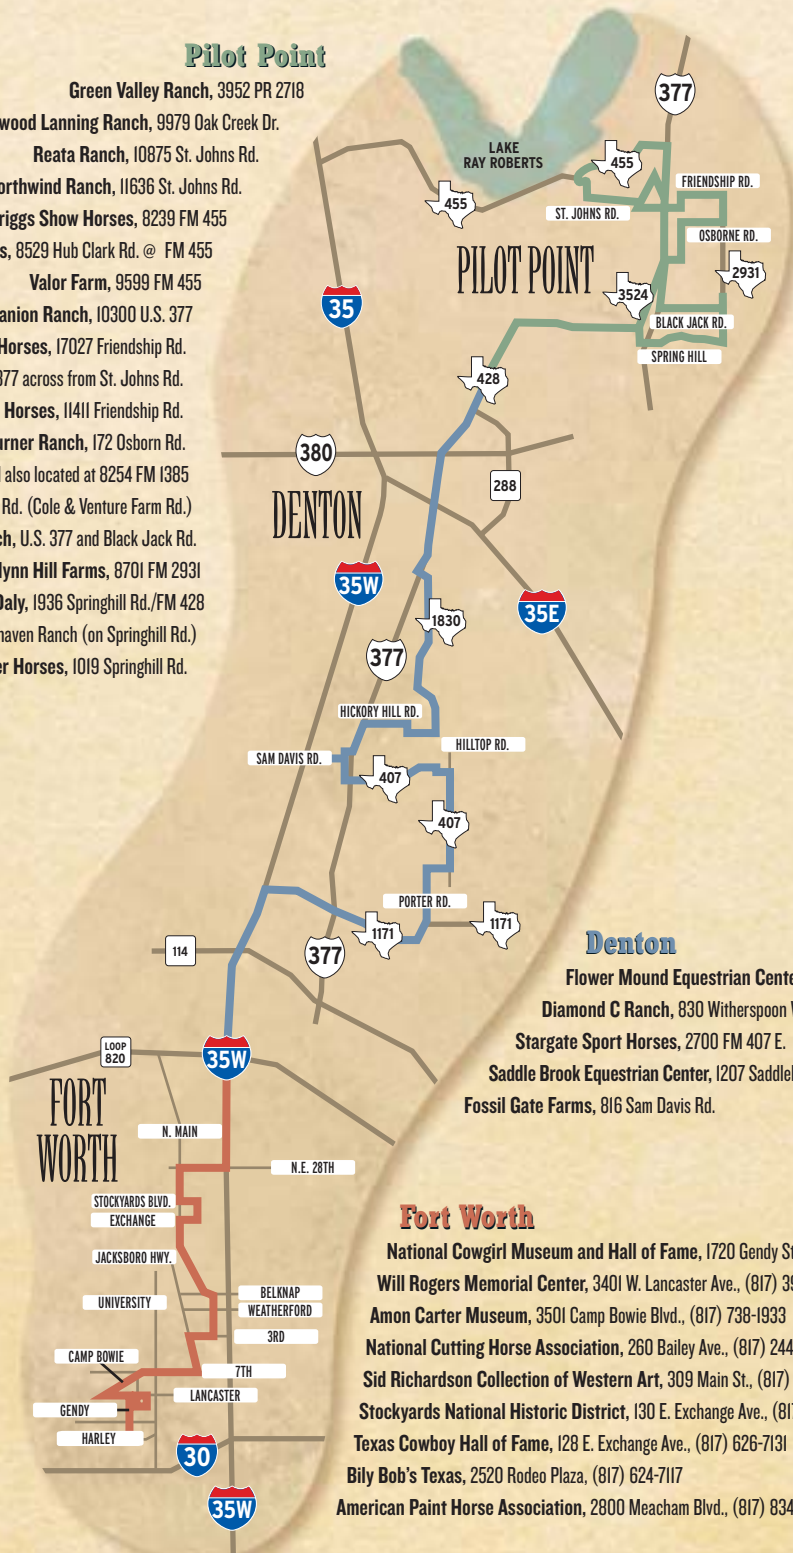 Pilot Point
Green Valley Ranch, 3952 PR 2718
wood Lanning Ranch, 9979 Oak Creek Dr.
Reata Ranch, 10875 St. Johns Rd.
orthwind Ranch, 11636 St. Johns Rd.
riggs Show Horses, 8239 FM 455
s, 8529 Hub Clark Rd. @ FM 455
Valor Farm, 9599 FM 455
anion Ranch, 10300 U.S. 377
Horses, 17027 Friendship Rd.
377 across from St. Johns Rd.
Horses, 11411 Friendship Rd.
urner Ranch, 172 Osborn Rd.
also located at 8254 FM 1385
Rd. (Cole & Venture Farm Rd.)
ch, U.S. 377 and Black Jack Rd.
lynn Hill Farms, 8701 FM 2931
Daly, 1936 Springhill Rd./FM 428
haven Ranch (on Springhill Rd.)
er Horses, 1019 Springhill Rd.
377
LAKE
RAY ROBERTS
455
455
FRIENDSHIP RD.
ST. JOHNS RD.
OSBORNE RD.
PILOT POINT
2931
3524
35
BLACK JACK RD.
SPRING HILL
428
380
288
DENTON
35W
35E
1830
377
HICKORY HILL RD.
HILLTOP RD.
SAM DAVIS RD.
407
407
PORTER RD.
1171
1171
114
377
LOOP
820
35W
FORT
WORTH
N. MAIN
N.E. 28TH
STOCKYARDS BLVD.
EXCHANGE
JACKSBORO HWY.
UNIVERSITY
BELKNAP
WEATHERFORD
3RD
CAMP BOWIE
7TH
LANCASTER
GENDY
HARLEY
30
35W
Denton
Flower Mound Equestrian Cente
Diamond C Ranch, 830 Witherspoon
Stargate Sport Horses, 2700 FM 407 E.
Saddle Brook Equestrian Center, 1207 Saddle
Fossil Gate Farms, 816 Sam Davis Rd.
Fort Worth
National Cowgirl Museum and Hall of Fame, 1720 Gendy St
Will Rogers Memorial Center, 3401 W. Lancaster Ave., (817) 39
Amon Carter Museum, 3501 Camp Bowie Blvd., (817) 738-1933
National Cutting Horse Association, 260 Bailey Ave., (817) 244
Sid Richardson Collection of Western Art, 309 Main St., (817)
Stockyards National Historic District, 130 E. Exchange Ave., (817
Texas Cowboy Hall of Fame, 128 E. Exchange Ave., (817) 626-7131
Bily Bob's Texas, 2520 Rodeo Plaza, (817) 624-7117
American Paint Horse Association, 2800 Meacham Blvd., (817) 834